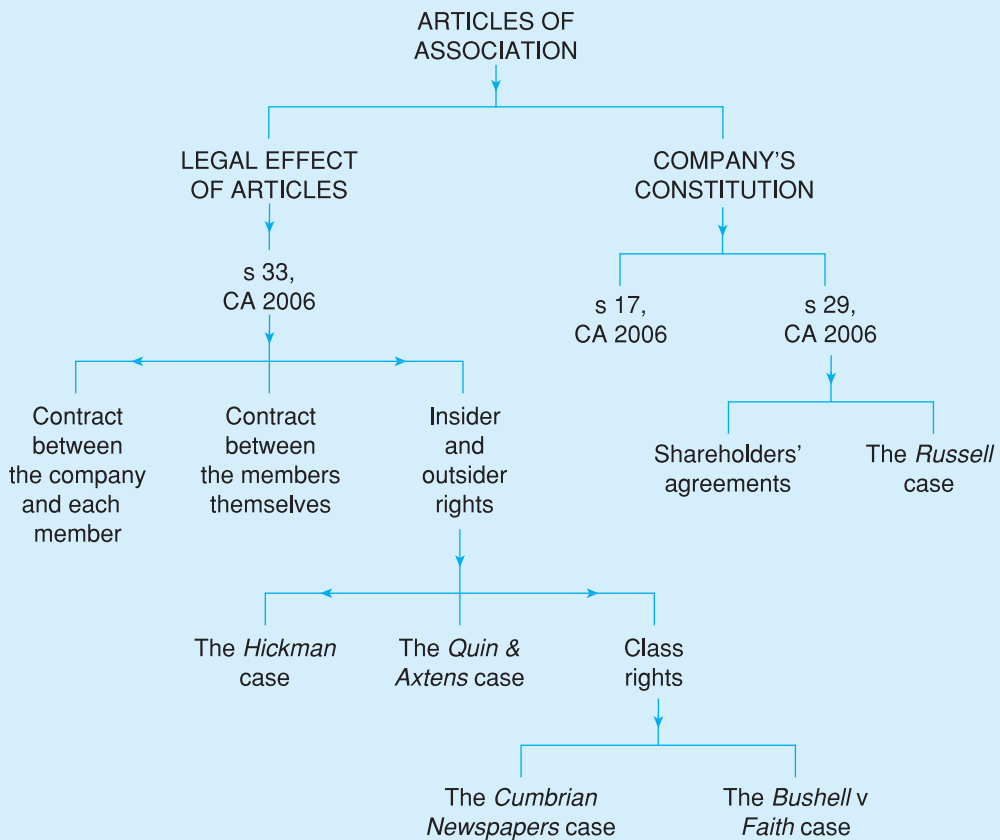 ARTICLES OF
ASSOCIATION
LEGAL EFFECT
OF ARTICLES
COMPANY'S
CONSTITUTION
s 33,
CA 2006
s 17,
CA 2006
s 29,
CA 2006
Contract
between
the company
and each
member
Contract
between
the members
themselves
Insider
and
outsider
rights
Shareholders'
agreements
The Russell
case
The Hickman
case
The Quin &
Axtens case
Class
rights
The Cumbrian
Newspapers case
The Bushell v
Faith case